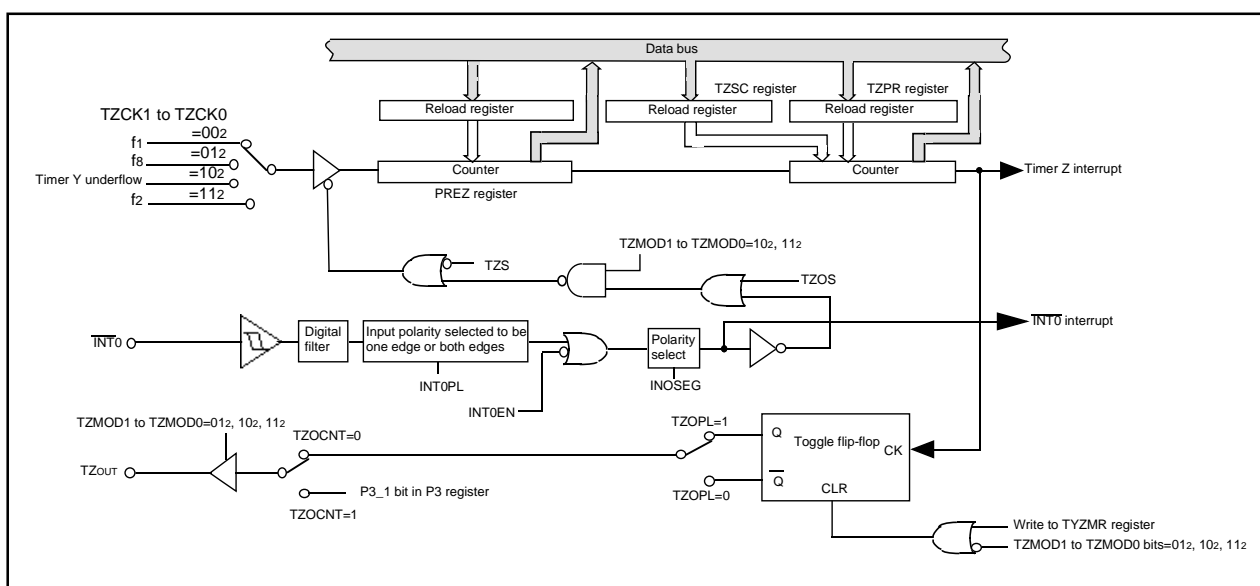 Data bus
TZSC register
TZPR register
Reload register
Reload register
Reload register
TZCK1 to TZCK0
f1
=002
f8
=012
Timer Y underflow
=102
f2
=112
Counter
PREZ register
Counter
Timer Z interrupt
TZMOD1 to TZMOD0=102, 112
TZS
TZOS
INT0
Digital
filter
Input polarity selected to be
one edge or both edges
Polarity
select
INT0 interrupt
INT0PL
INOSEG
INT0EN
TZMOD1 to TZMOD0=012, 102, 112
TZOCNT=0
TZOPL=1
Q
Toggle flip-flop
CK
TZOUT
P3_1 bit in P3 register
TZOCNT=1
TZOPL=0
Q
CLR
Write to TYZMR register
TZMOD1 to TZMOD0 bits=012, 102, 112